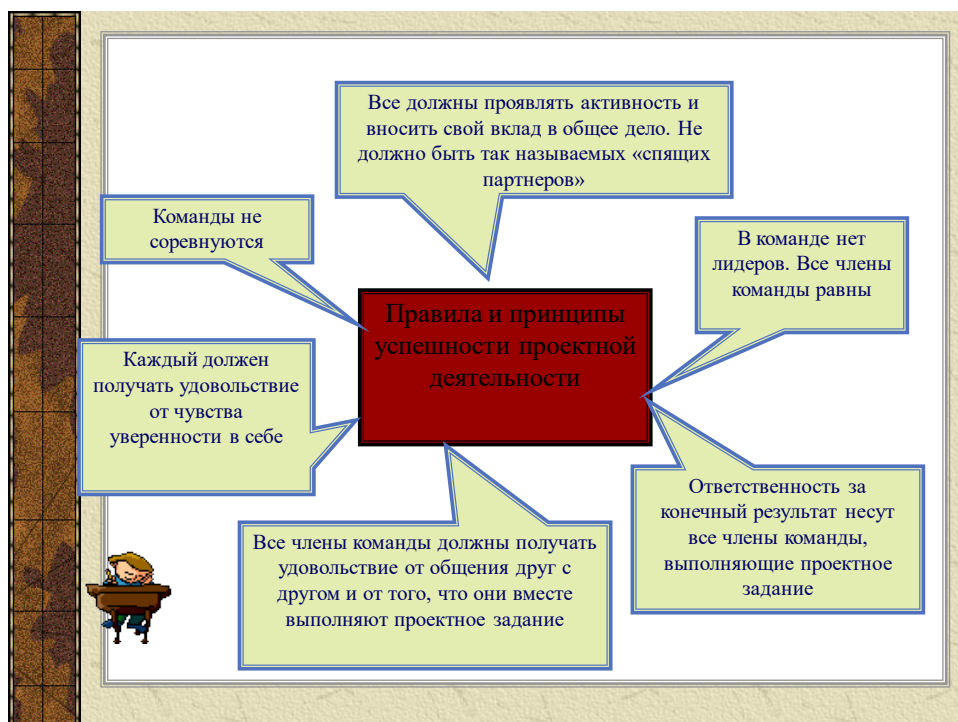 Все должны проявлять активность и
вносить свой вклад в общее дело. Не
должно быть так называемых «спящих
партнеров»
Команды не
соревнуются
В команде нет
лидеров. Все члены
команды равны
Правила и принципы
успешности проектной
деятельности
Каждый должен
получать удовольствие
от чувства
уверенности в себе
Ответственность за
конечный результат несут
все члены команды,
выполняющие проектное
задание
Все члены команды должны получать
удовольствие от общения друг с
другом и от того, что они вместе
выполняют проектное задание